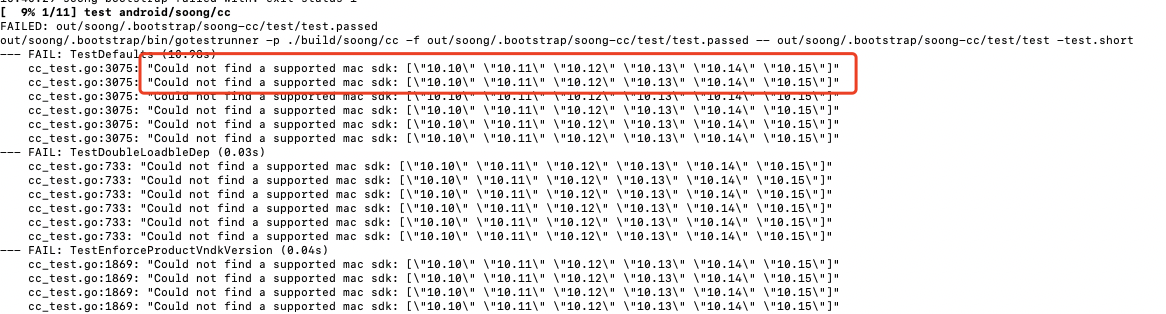 [  9% 1/11] test android/soong/cc
FAILED: out/soong/.bootstrap/soong-cc/test/test.passed
out/soong/.bootstrap/bin/gotestrunner -p ./build/soong/cc -f out/soong/.bootstrap/soong-cc/test/test.passed -- out/soong/.bootstrap/soong-cc/test/test -test.short
--- FAIL: TestDefaults (10.98s)
    cc_test.go:3075: "Could not find a supported mac sdk: [\"10.10\" \"10.11\" \"10.12\" \"10.13\" \"10.14\" \"10.15\"]"
    cc_test.go:3075: "Could not find a supported mac sdk: [\"10.10\" \"10.11\" \"10.12\" \"10.13\" \"10.14\" \"10.15\"]"
    cc_test.go:3075: "Could not find a supported mac sdk: [\"10.10\" \"10.11\" \"10.12\" \"10.13\" \"10.14\" \"10.15\"]"
    cc_test.go:3075: "Could not find a supported mac sdk: [\"10.10\" \"10.11\" \"10.12\" \"10.13\" \"10.14\" \"10.15\"]"
    cc_test.go:3075: "Could not find a supported mac sdk: [\"10.10\" \"10.11\" \"10.12\" \"10.13\" \"10.14\" \"10.15\"]"
    cc_test.go:3075: "Could not find a supported mac sdk: [\"10.10\" \"10.11\" \"10.12\" \"10.13\" \"10.14\" \"10.15\"]"
--- FAIL: TestDoubleLoadbleDep (0.03s)
    cc_test.go:733: "Could not find a supported mac sdk: [\"10.10\" \"10.11\" \"10.12\" \"10.13\" \"10.14\" \"10.15\"]"
    cc_test.go:733: "Could not find a supported mac sdk: [\"10.10\" \"10.11\" \"10.12\" \"10.13\" \"10.14\" \"10.15\"]"
    cc_test.go:733: "Could not find a supported mac sdk: [\"10.10\" \"10.11\" \"10.12\" \"10.13\" \"10.14\" \"10.15\"]"
    cc_test.go:733: "Could not find a supported mac sdk: [\"10.10\" \"10.11\" \"10.12\" \"10.13\" \"10.14\" \"10.15\"]"
    cc_test.go:733: "Could not find a supported mac sdk: [\"10.10\" \"10.11\" \"10.12\" \"10.13\" \"10.14\" \"10.15\"]"
    cc_test.go:733: "Could not find a supported mac sdk: [\"10.10\" \"10.11\" \"10.12\" \"10.13\" \"10.14\" \"10.15\"]"
--- FAIL: TestEnforceProductVndkVersion (0.04s)
    cc_test.go:1869: "Could not find a supported mac sdk: [\"10.10\" \"10.11\" \"10.12\" \"10.13\" \"10.14\" \"10.15\"]"
    cc_test.go:1869: "Could not find a supported mac sdk: [\"10.10\" \"10.11\" \"10.12\" \"10.13\" \"10.14\" \"10.15\"]"
    cc_test.go:1869: "Could not find a supported mac sdk: [\"10.10\" \"10.11\" \"10.12\" \"10.13\" \"10.14\" \"10.15\"]"
    cc_test.go:1869: "Could not find a supported mac sdk: [\"10.10\" \"10.11\" \"10.12\" \"10.13\" \"10.14\" \"10.15\"]"